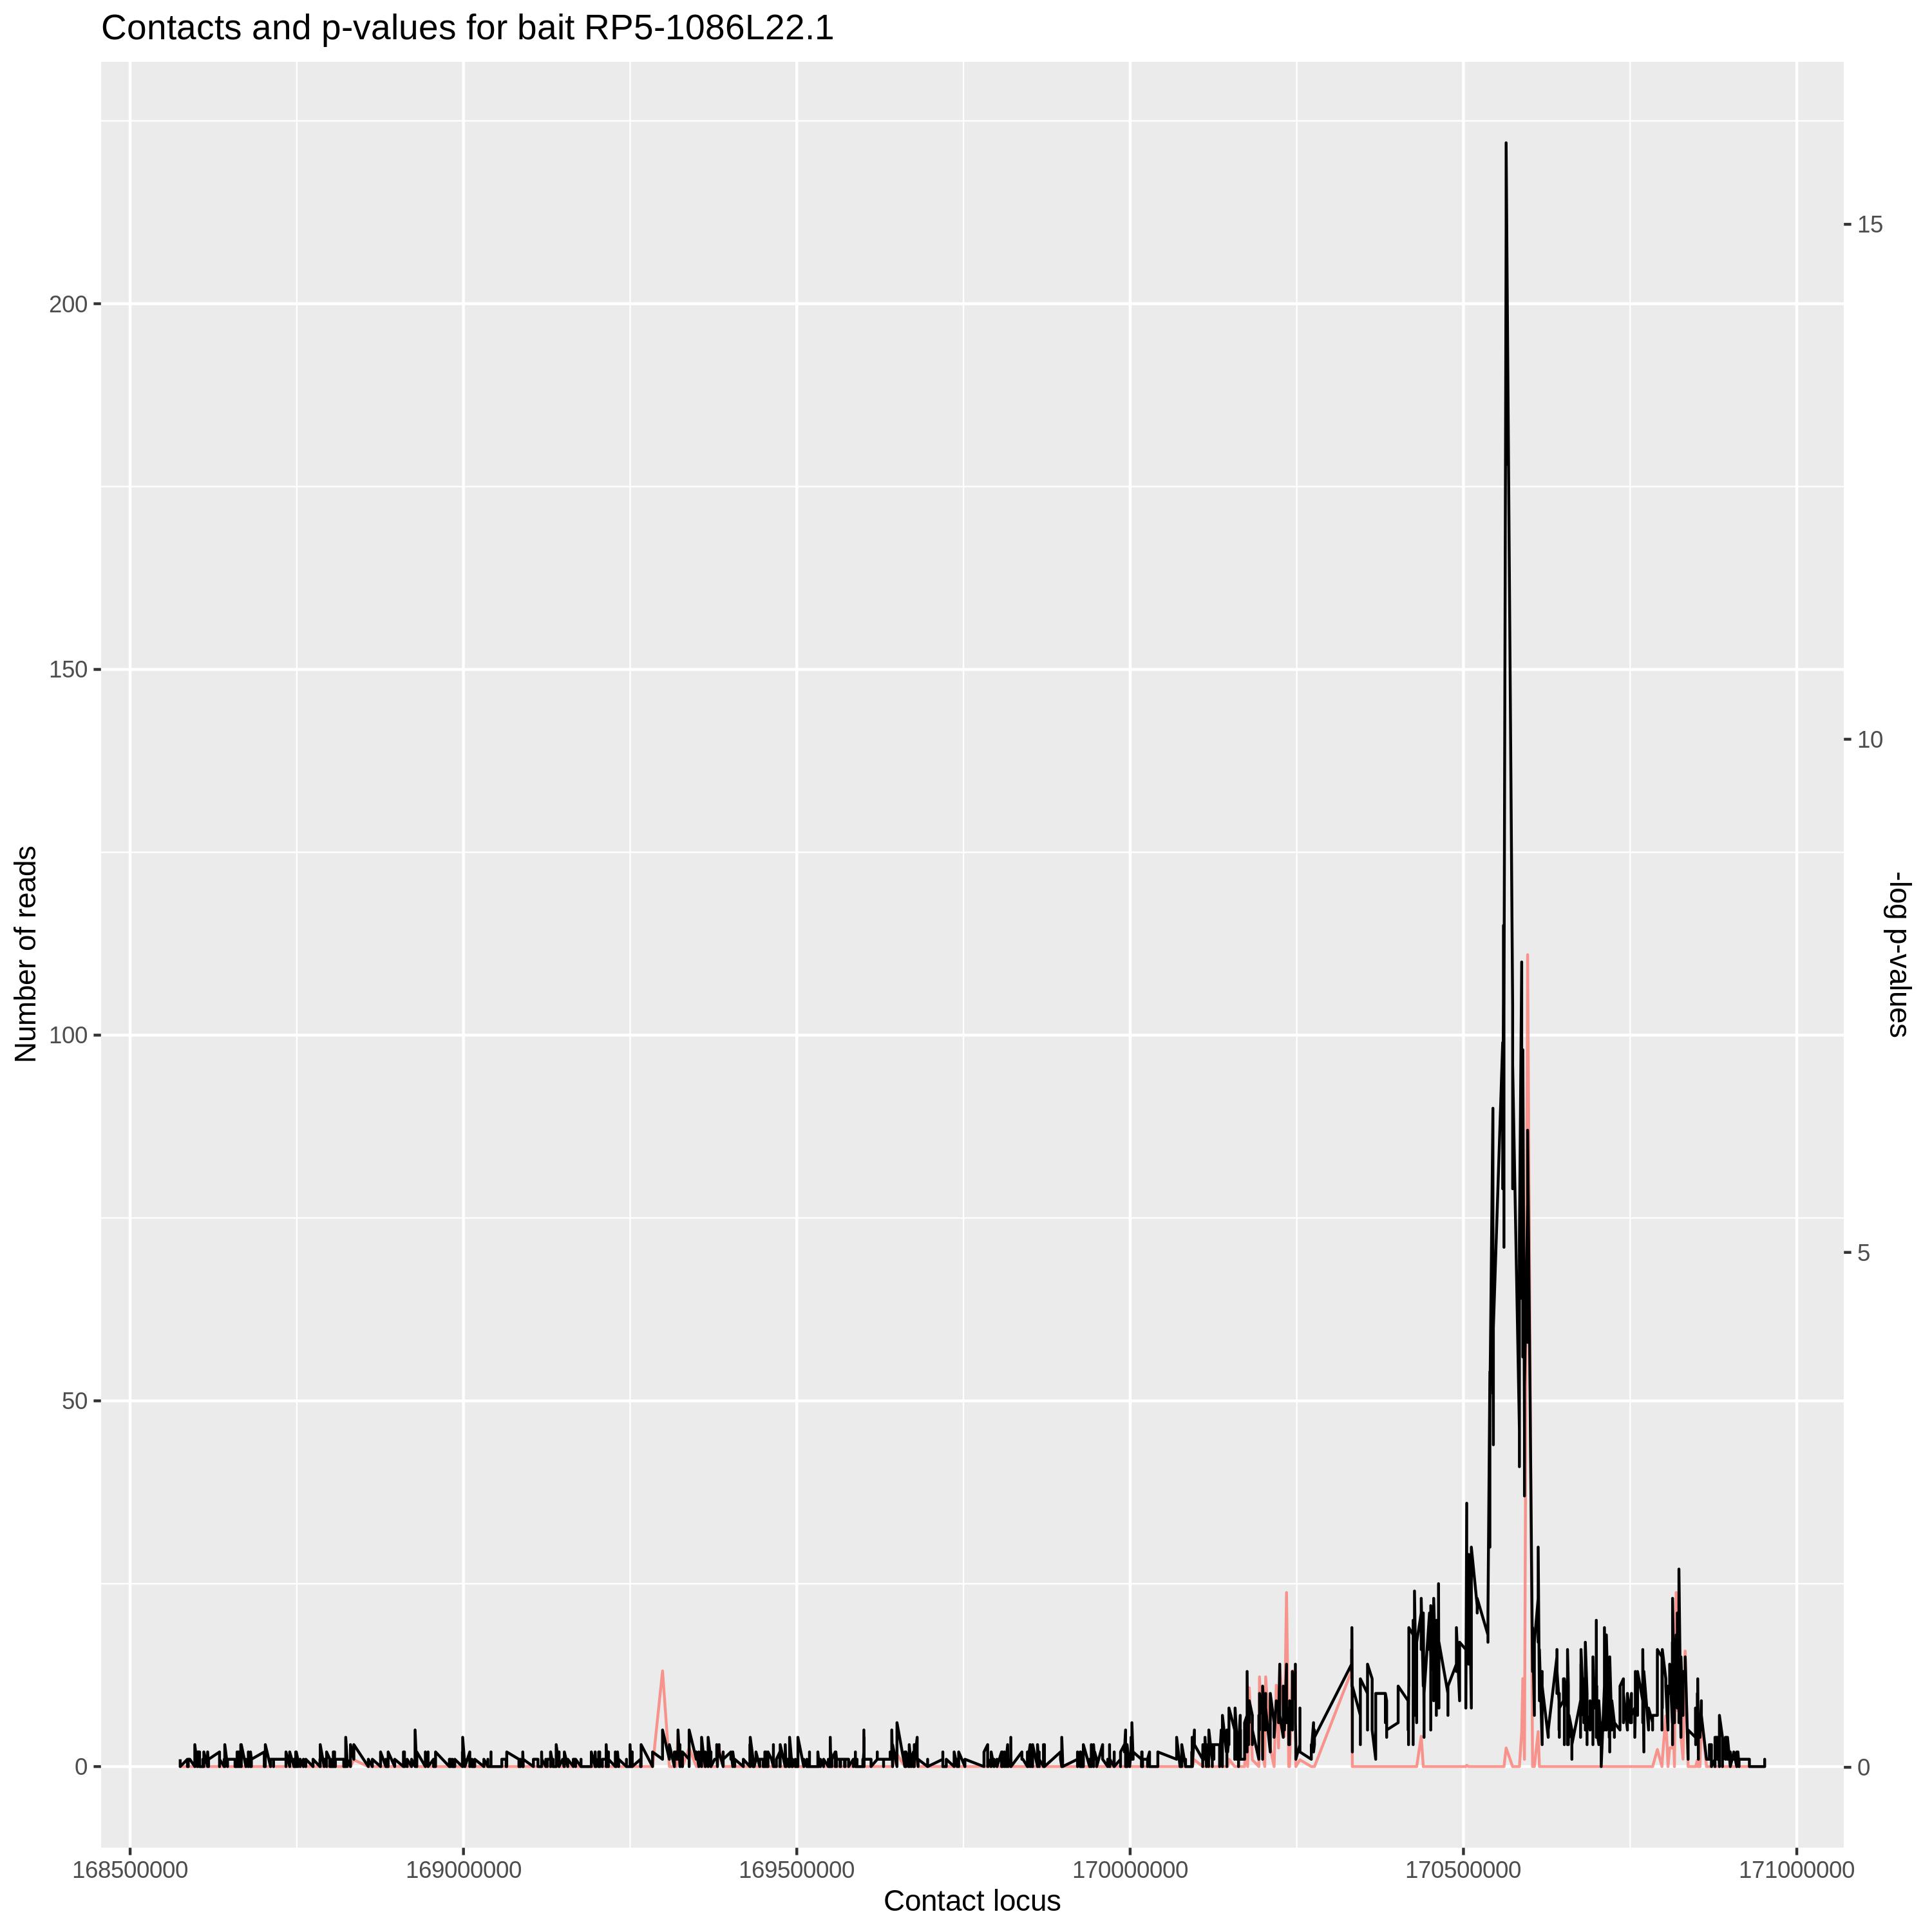 Contacts and p-values for bait RP5-1086L22.1
Number of reads
200
150
100
50
0
15
10
5
0
-log p-values
168500000 169000000 169500000 170000000 170500000 171000000
Contact locus